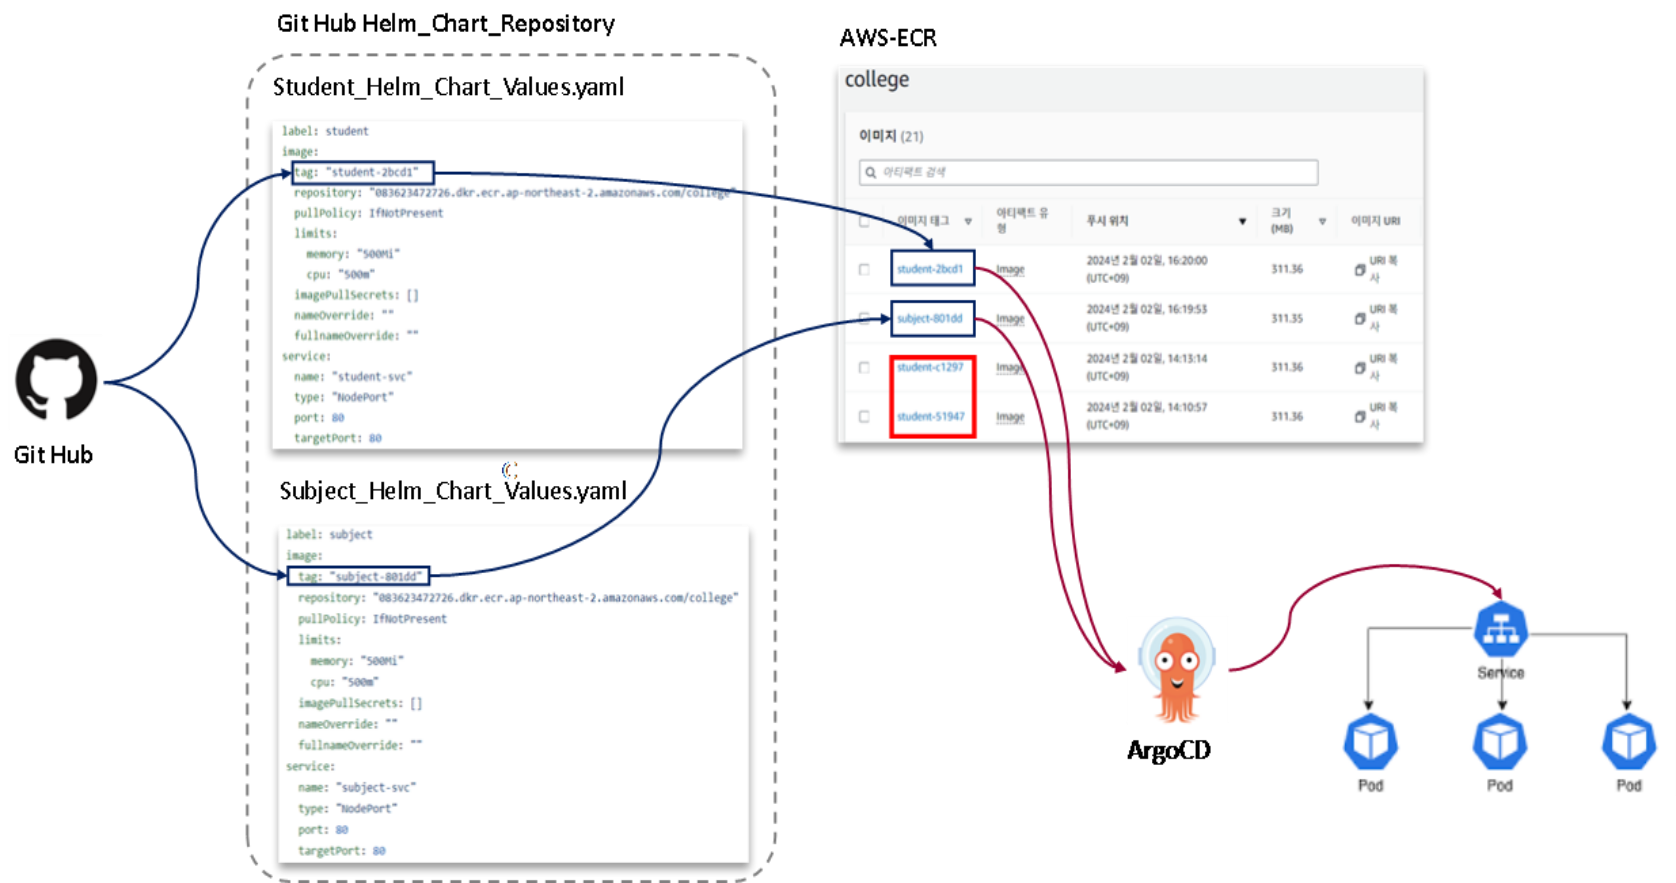 Git Hub Helm_Chart_Repository
Student_Helm_Chart_Values.yaml
label: student
image:
tag: "student-2bcd1"
repository: "083623472726.dkr.ecr.ap-northeast-2.amazonaws.com/college"
pullPolicy: IfNotPresent
limits:
memory: "500Mi"
cpu: "500m"
imagePullSecrets: []
nameOverride: ""
fullnameOverride: ""
service:
name: "student-svc"
type: "NodePort"
port: 80
targetPort: 80
Git Hub
Subject_Helm_Chart_Values.yaml
label: subject
image:
tag: "subject-801dd"
repository: "083623472726.dkr.ecr.ap-northeast-2.amazonaws.com/college"
pullPolicy: IfNotPresent
limits:
memory: "500Mi"
cpu: "500m"
imagePullSecrets: []
nameOverride: ""
fullnameOverride: ""
service:
name: "subject-svc"
type: "NodePort"
port: 80
targetPort: 80
AWS-ECR
college
이미지 (21)
아티팩트 검색
이미지 태그 아티팩트 유형 푸시 위치 크기 (MB) 이미지 URI
student-2bcd1 Image 2024년 2월 02일, 16:20:00 (UTC+09) 311.36 URI 복사
subject-801dd Image 2024년 2월 02일, 16:19:53 (UTC+09) 311.35 URI 복사
student-c1297 Image 2024년 2월 02일, 14:13:14 (UTC+09) 311.36 URI 복사
student-51947 Image 2024년 2월 02일, 14:10:57 (UTC+09) 311.36 URI 복사
ArgoCD
Service
Pod
Pod
Pod